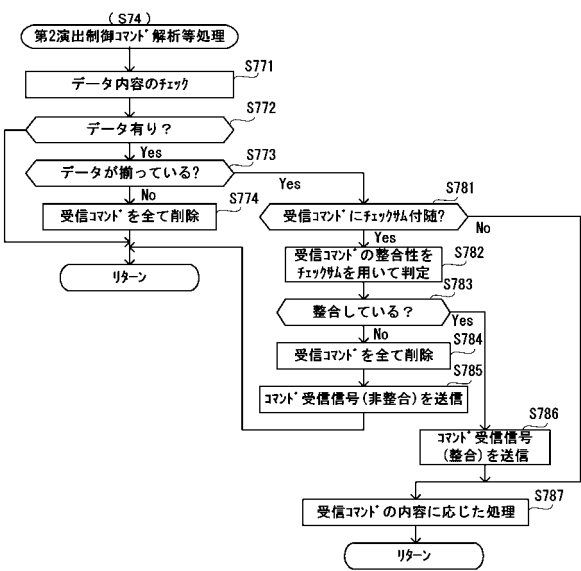 (S74)
第2演出制御ｺﾏﾝﾄﾞ解析等処理
S771
データ内容のﾁｪｯｸ
S772
データ有り？
Yes
S773
データが揃っている?
Yes
No
S774
受信ｺﾏﾝﾄﾞを全て削除
リターン
S781
受信ｺﾏﾝﾄﾞにﾁｪｯｸｻﾑ付随?
No
Yes
S782
受信ｺﾏﾝﾄﾞの整合性を
ﾁｪｯｸｻﾑを用いて判定
S783
整合している？
Yes
No
S784
受信ｺﾏﾝﾄﾞを全て削除
S785
ｺﾏﾝﾄﾞ受信信号(非整合)を送信
S786
ｺﾏﾝﾄﾞ受信信号
(整合)を送信
S787
受信ｺﾏﾝﾄﾞの内容に応じた処理
リターン